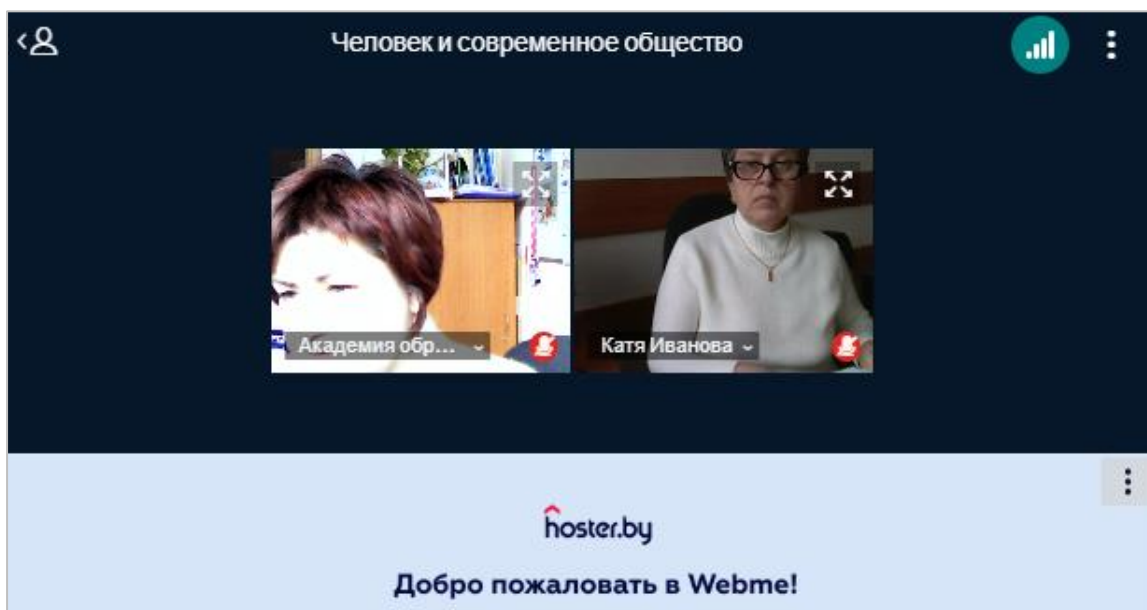 Человек и современное общество
Академия обр...
Катя Иванова
hoster.by
Добро пожаловать в Webme!